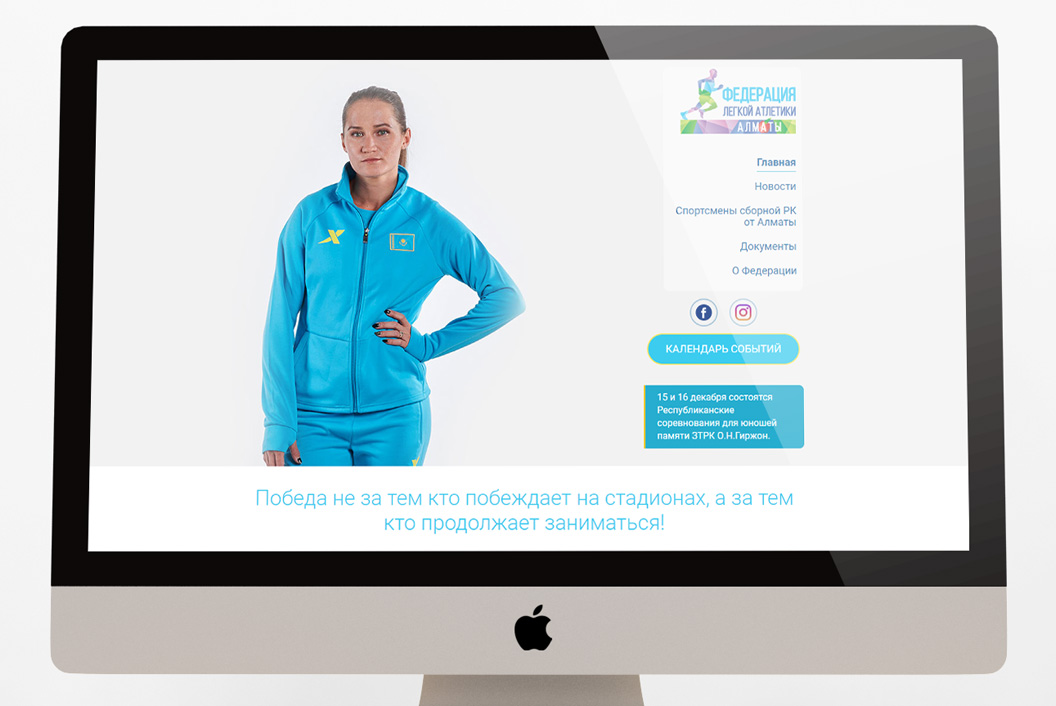 ФЕДЕРАЦИЯ
ЛЕГКОЙ АТЛЕТИКИ
АЛМАТЫ
Главная
Новости
Спортсмены сборной РК
от Алматы
Документы
О Федерации
КАЛЕНДАРЬ СОБЫТИЙ
15 и 16 декабря состоятся
Республиканские
соревнования для юношей
памяти ЗТРК О.Н.Гиржон.
Победа не за тем кто побеждает на стадионах, а за тем
кто продолжает заниматься!